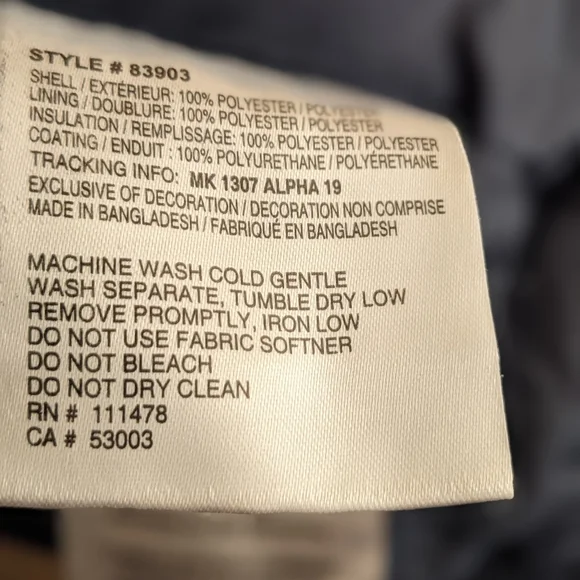 STYLE # 83903
SHELL / EXTÉRIEUR: 100% POLYESTER / POLYESTER
LINING / DOUBLURE: 100% POLYESTER / POLYESTER
INSULATION / REMPLISSAGE: 100% POLYESTER / POLYESTER
COATING / ENDUIT : 100% POLYURETHANE / POLYÉRETHANE
TRACKING INFO: MK 1307 ALPHA 19
EXCLUSIVE OF DECORATION / DECORATION NON COMPRISE
MADE IN BANGLADESH / FABRIQUÉ EN BANGLADESH
MACHINE WASH COLD GENTLE
WASH SEPARATE, TUMBLE DRY LOW
REMOVE PROMPTLY, IRON LOW
DO NOT USE FABRIC SOFTNER
DO NOT BLEACH
DO NOT DRY CLEAN
RN # 111478
CA # 53003